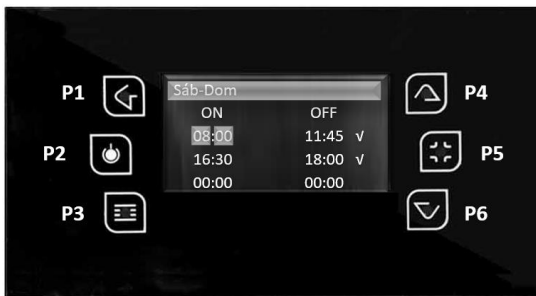 P1
P2
P3
Sáb-Dom
ON OFF
08:00 11:45 √
16:30 18:00 √
00:00 00:00
P4
P5
P6